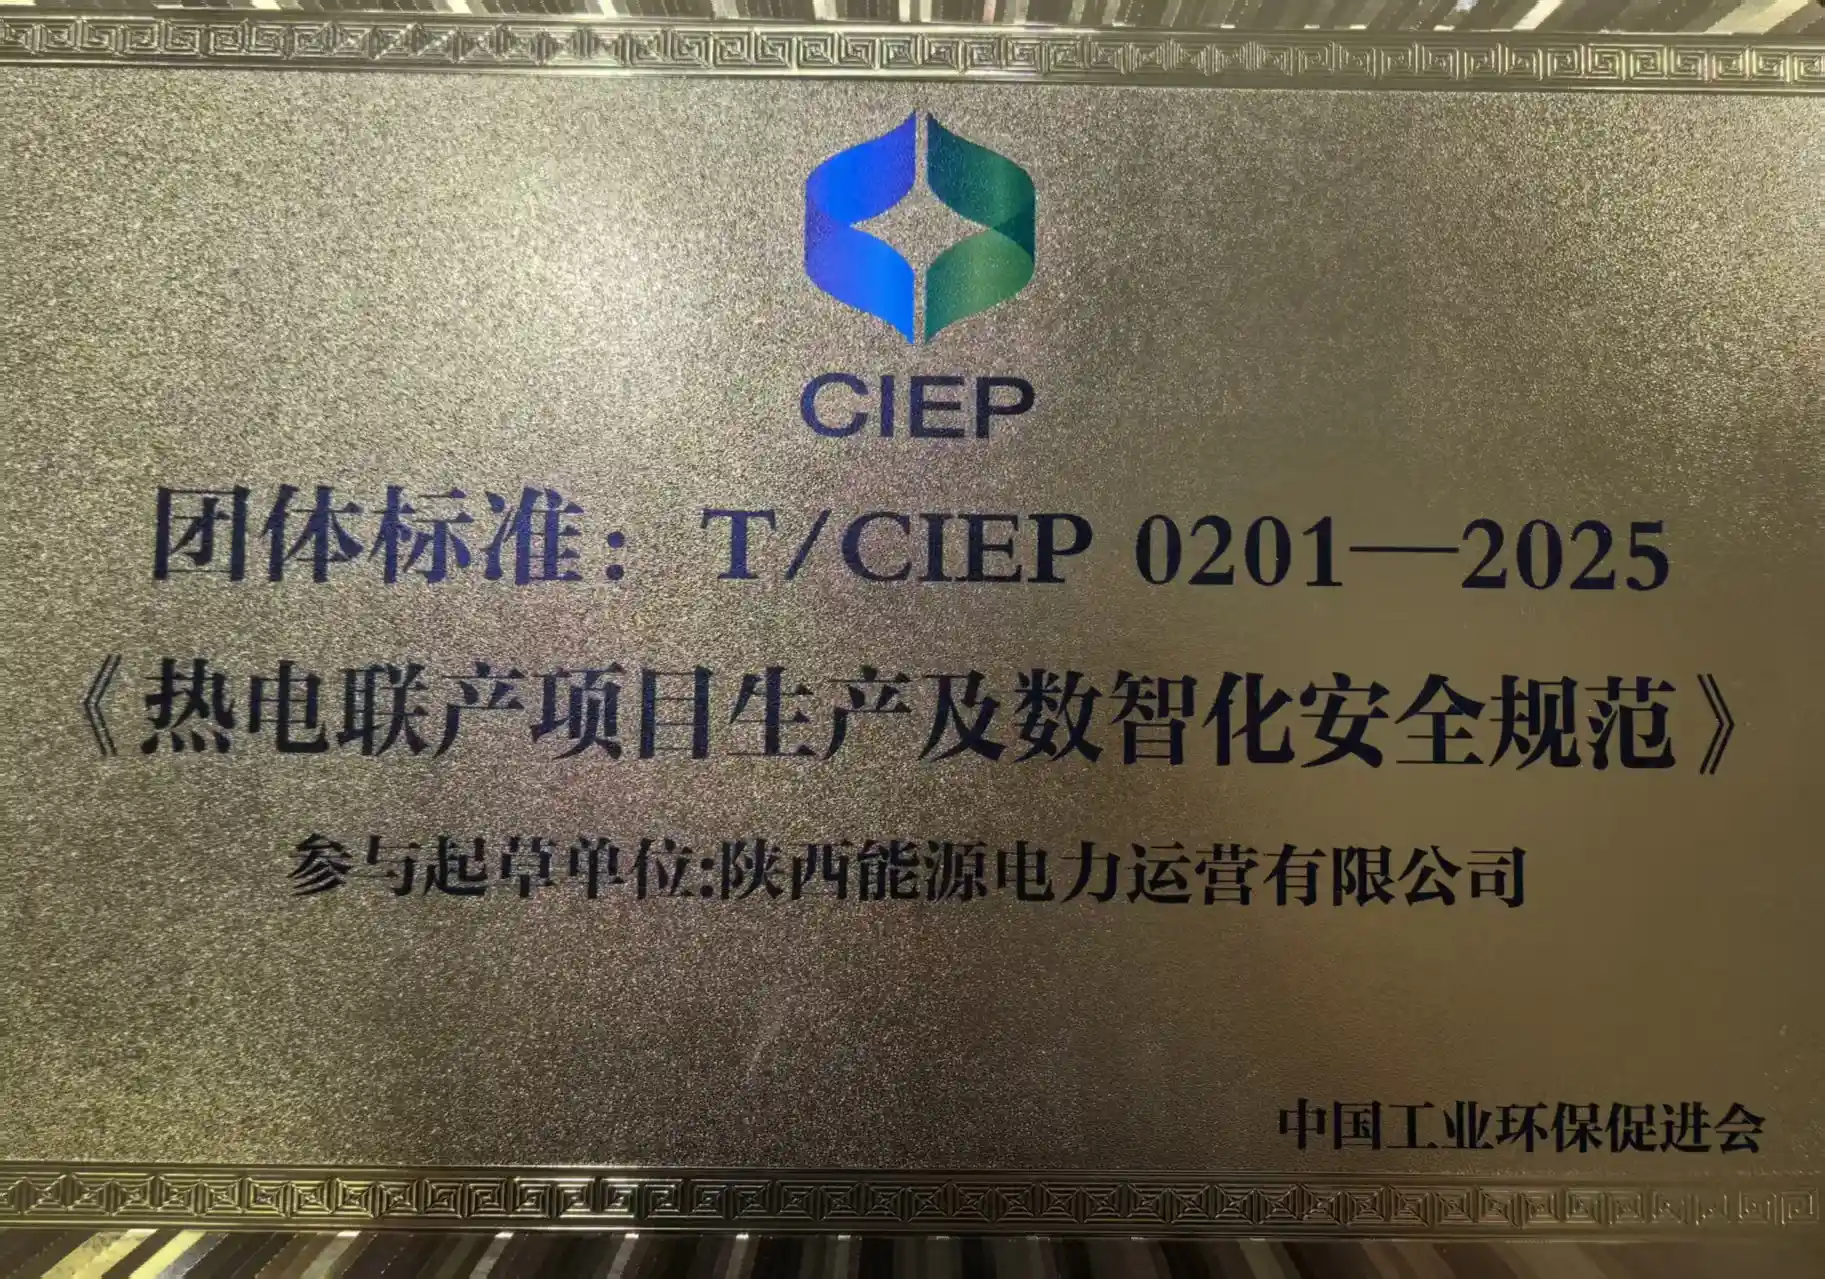 CIEP
团体标准：T/CIEP 0201—2025
《热电联产项目生产及数智化安全规范》
参与起草单位:陕西能源电力运营有限公司
中国工业环保促进会